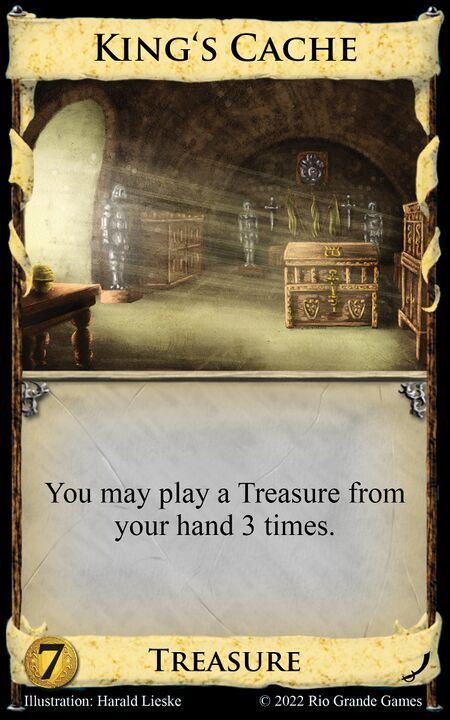 KING'S CACHE
You may play a Treasure from
your hand 3 times.
7
TREASURE
Illustration: Harald Lieske
© 2022 Rio Grande Games